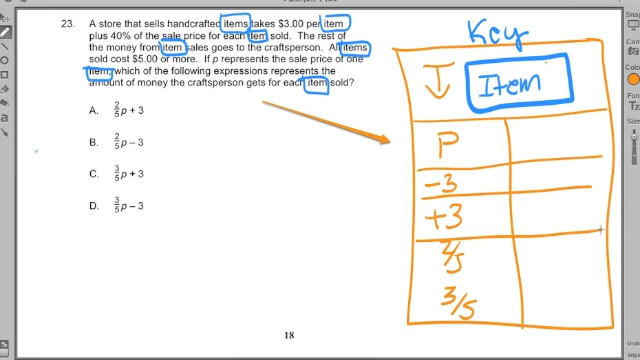 Key
23. A store that sells handcrafted items takes $3.00 per item
plus 40% of the sale price for each item sold. The rest of
the money from item sales goes to the craftsperson. All items
sold cost $5.00 or more. If p represents the sale price of one
item, which of the following expressions represents the
amount of money the craftsperson gets for each item sold?
A. 2/5 p + 3
B. 2/5 p – 3
C. 3/5 p + 3
D. 3/5 p – 3
Item
P
-3
+3
2/5
3/5
18